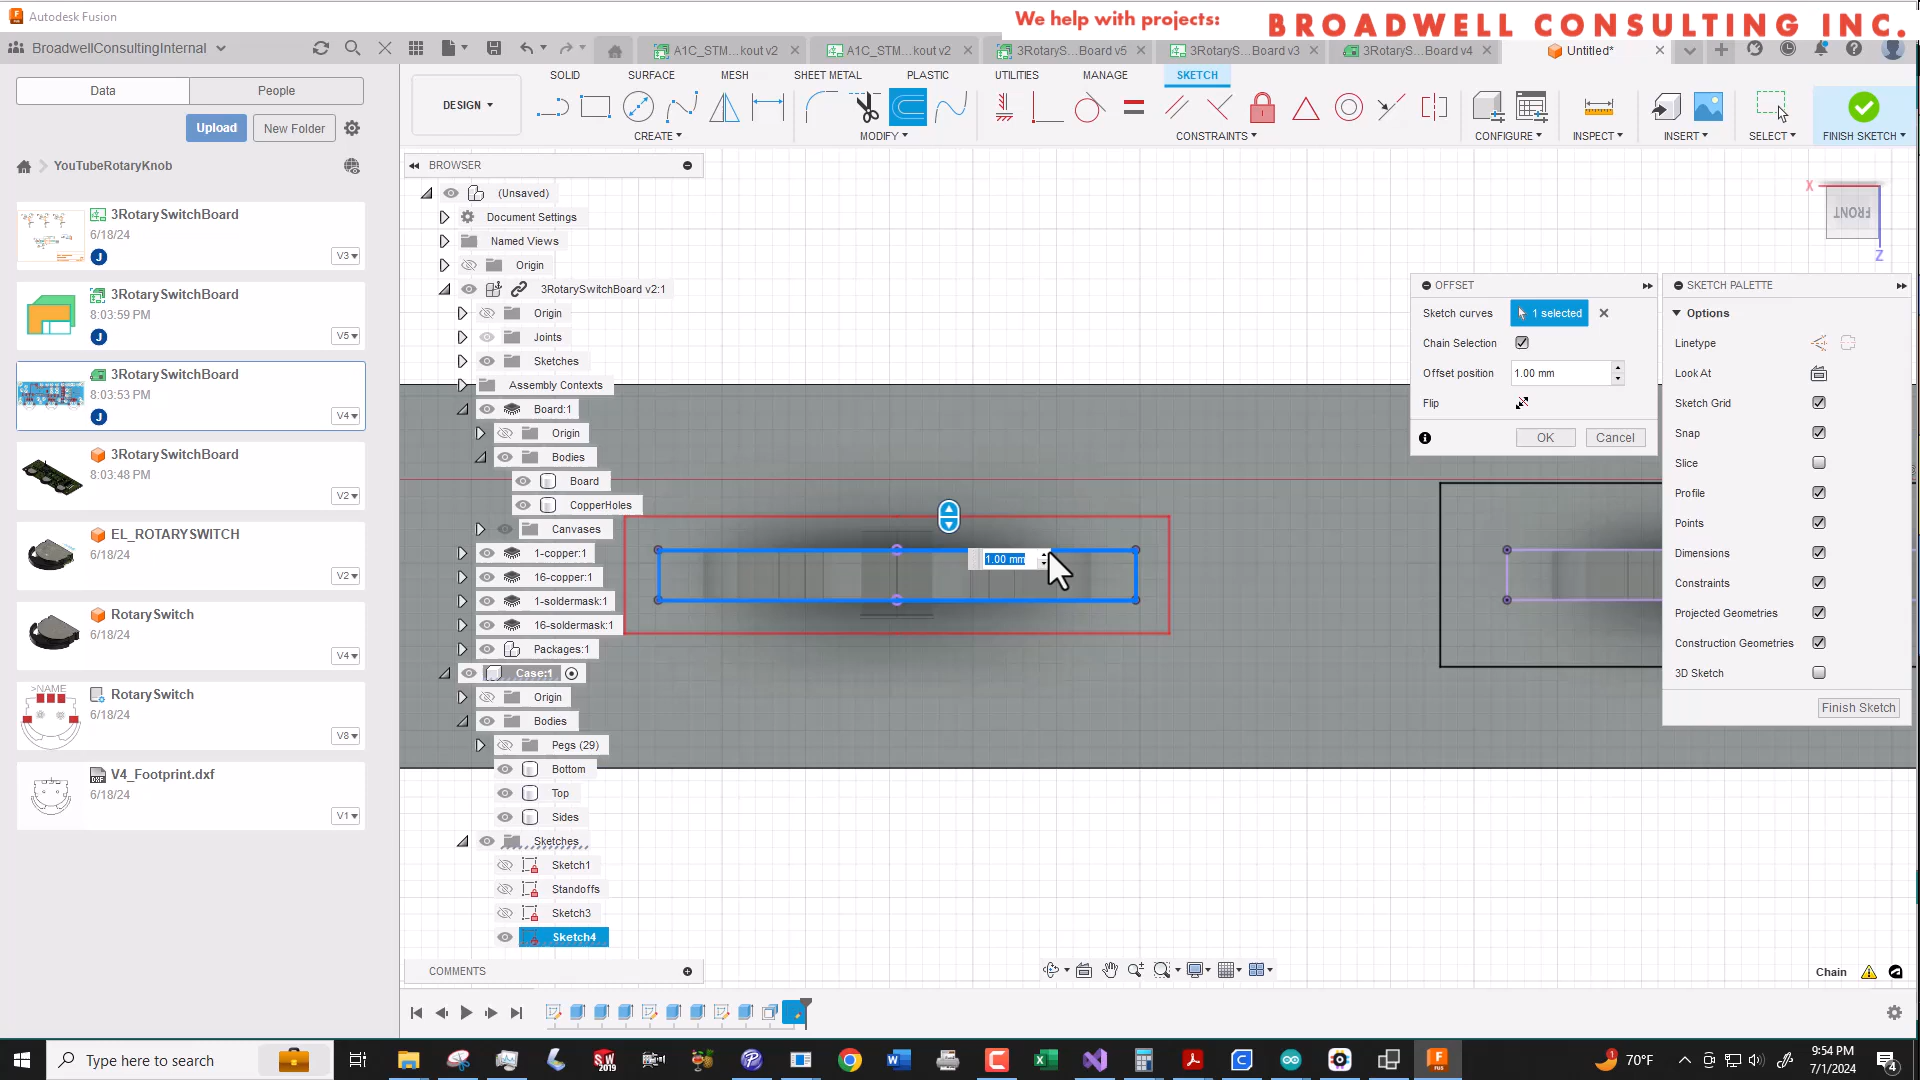 Autodesk Fusion
We help with projects:
BROADWELL CONSULTING INC.
BroadwellConsultingInternal
A1C_STM...kout v2
A1C_STM...kout v2
3RotaryS...Board v5
3RotaryS...Board v3
3RotaryS...Board v4
Untitled*
Data
People
Upload
New Folder
YouTubeRotaryKnob
3RotarySwitchBoard
6/18/24
J
V3
3RotarySwitchBoard
8:03:59 PM
J
V5
3RotarySwitchBoard
8:03:53 PM
J
V4
3RotarySwitchBoard
8:03:48 PM
V2
EL_ROTARYSWITCH
6/18/24
V2
RotarySwitch
6/18/24
V4
>NAME
RotarySwitch
6/18/24
V8
V4_Footprint.dxf
DXF
6/18/24
V1
DESIGN
SOLID
SURFACE
MESH
SHEET METAL
PLASTIC
UTILITIES
MANAGE
SKETCH
CREATE
MODIFY
CONSTRAINTS
CONFIGURE
INSPECT
INSERT
SELECT
FINISH SKETCH
BROWSER
(Unsaved)
Document Settings
Named Views
Origin
3RotarySwitchBoard v2:1
Origin
Joints
Sketches
Assembly Contexts
Board:1
Origin
Bodies
Board
CopperHoles
Canvases
1-copper:1
16-copper:1
1-soldermask:1
16-soldermask:1
Packages:1
Case:1
Origin
Bodies
Pegs (29)
Bottom
Top
Sides
Sketches
Sketch1
Standoffs
Sketch3
Sketch4
COMMENTS
1.00 mm
X
FRONT
Z
OFFSET
Sketch curves
1 selected
Chain Selection
Offset position
1.00 mm
Flip
OK
Cancel
SKETCH PALETTE
Options
Linetype
Look At
Sketch Grid
Snap
Slice
Profile
Points
Dimensions
Constraints
Projected Geometries
Construction Geometries
3D Sketch
Finish Sketch
Chain
Type here to search
SW
2019
70°F
9:54 PM
7/1/2024
4